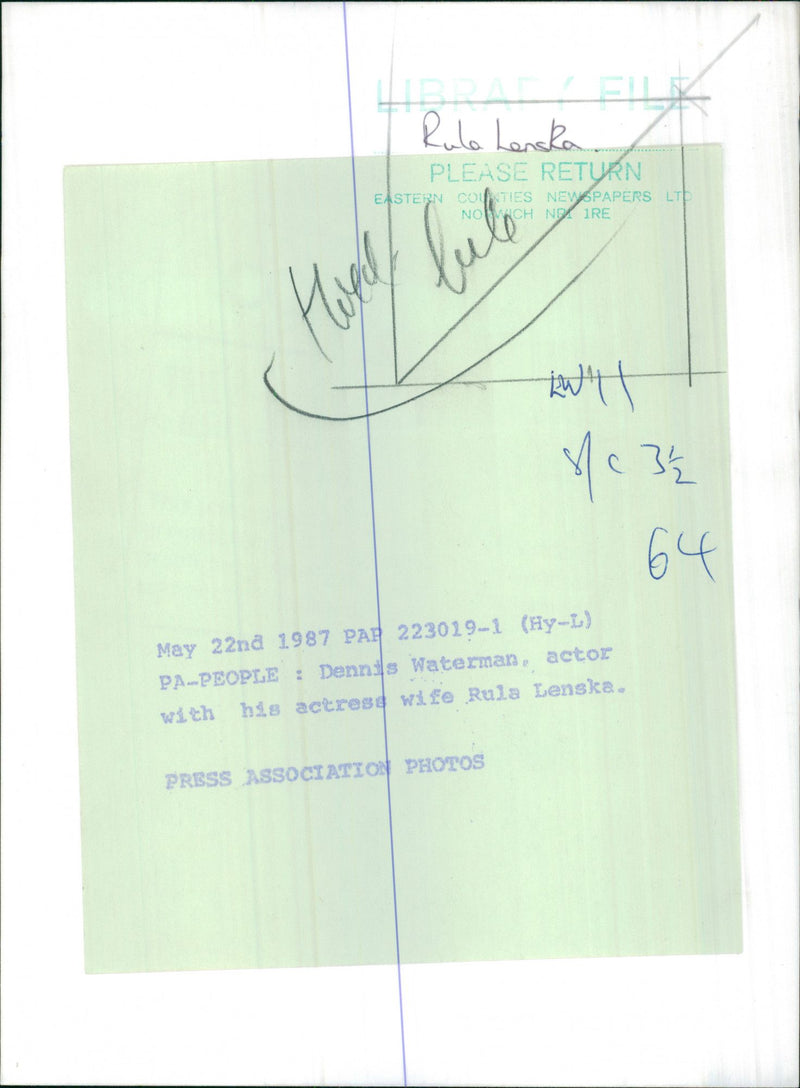 LIBRARY FILE
Rula Lenska.
PLEASE RETURN
EASTERN COUNTIES NEWSPAPERS LTD
NORWICH NR1 1RE
S/C 3½
64
May 22nd 1987 PAP 223019-1 (Hy-L)
PA-PEOPLE : Dennis Waterman, actor
with his actress wife Rula Lenska.
PRESS ASSOCIATION PHOTOS